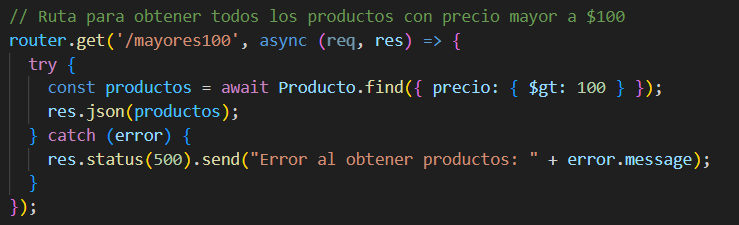 // Ruta para obtener todos los productos con precio mayor a $100
router.get('/mayores100', async (req, res) => {
  try {
    const productos = await Producto.find({ precio: { $gt: 100 } });
    res.json(productos);
  } catch (error) {
    res.status(500).send("Error al obtener productos: " + error.message);
  }
});